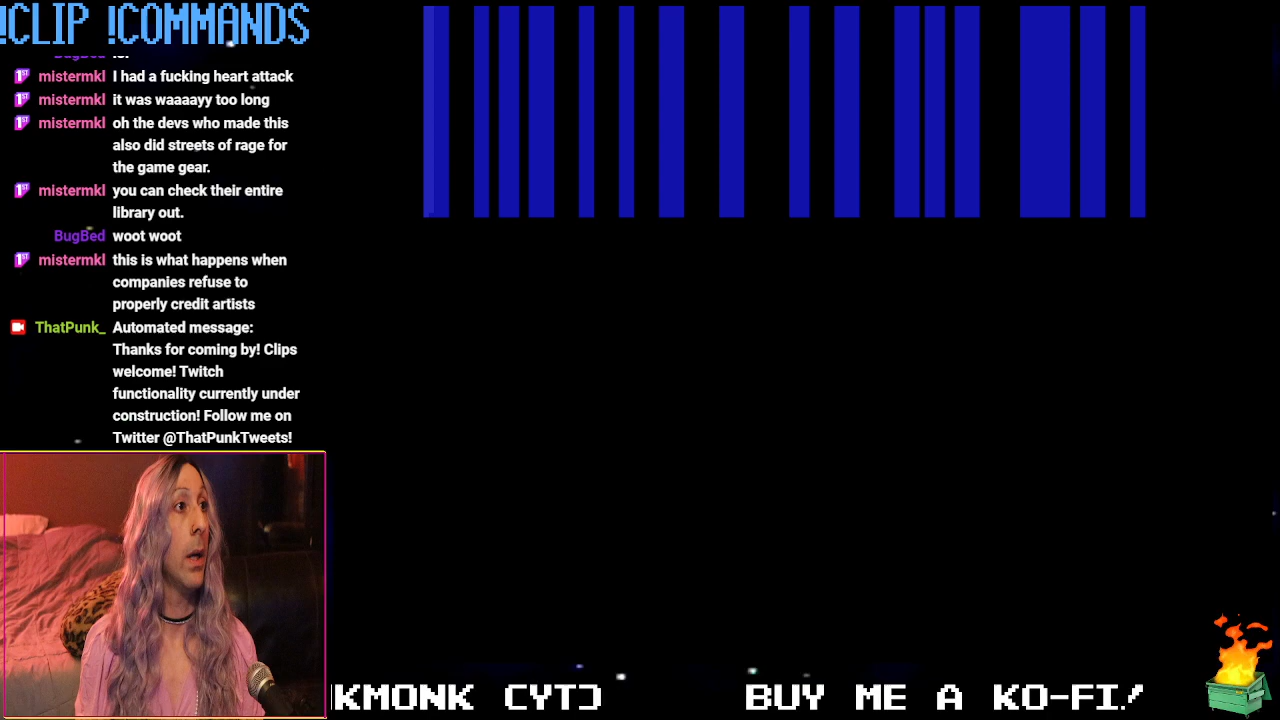 !CLIP !COMMANDS
mistermkl I had a fucking heart attack
mistermkl it was waaaayy too long
mistermkl oh the devs who made this
also did streets of rage for
the game gear.
mistermkl you can check their entire
library out.
BugBed woot woot
mistermkl this is what happens when
companies refuse to
properly credit artists
ThatPunk_ Automated message:
Thanks for coming by! Clips
welcome! Twitch
functionality currently under
construction! Follow me on
Twitter @ThatPunkTweets!
KMONK (YT) BUY ME A KO-FI!